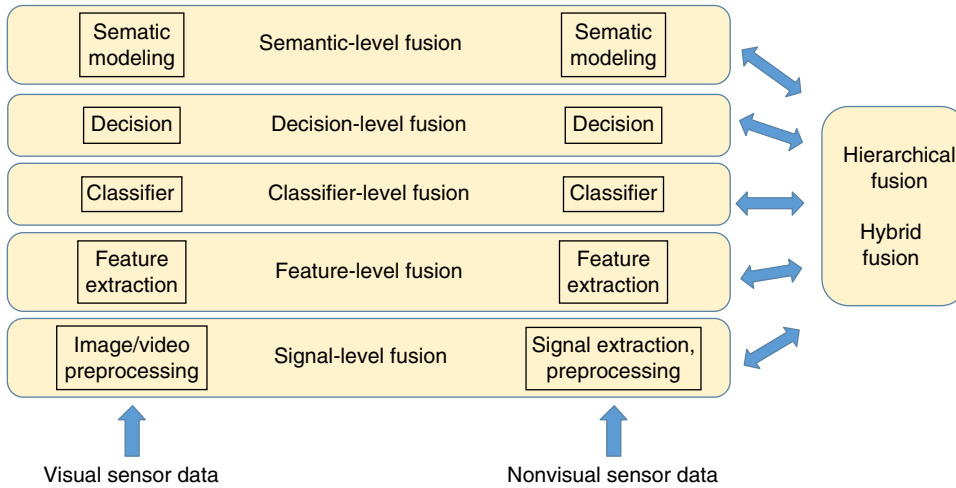 Sematic
modeling
Semantic-level fusion
Sematic
modeling
Decision
Decision-level fusion
Decision
Classifier
Classifier-level fusion
Classifier
Feature
extraction
Feature-level fusion
Feature
extraction
Image/video
preprocessing
Signal-level fusion
Signal extraction,
preprocessing
Hierarchical
fusion
Hybrid
fusion
Visual sensor data
Nonvisual sensor data